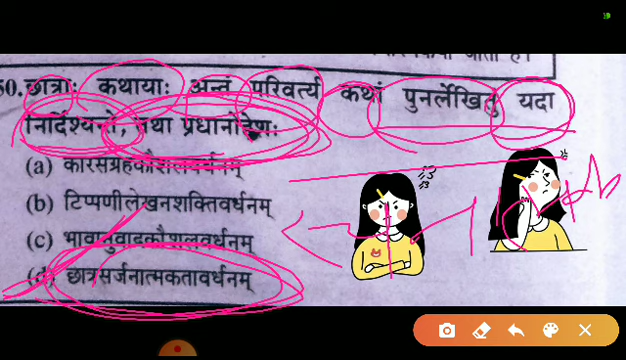 50. छात्राः कथायाः अन्तं परिवर्त्य कथां पुनर्लेखितुं यदा
निर्दिश्यन्ते, तथा प्रधानोद्देशः
(a) कारसंग्रहकौशलवर्धनम्
(b) टिप्पणीलेखनशक्तिवर्धनम्
(c) भावानुवादकौशलवर्धनम्
(d) छात्रसर्जनात्मकतावर्धनम्